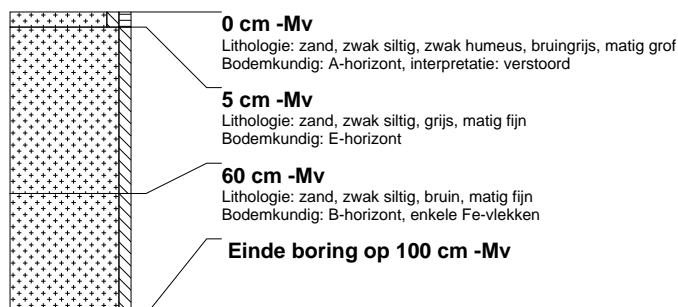 0 cm -Mv
Lithologie: zand, zwak siltig, zwak humeus, bruingrijs, matig grof
Bodemkundig: A-horizont, interpretatie: verstoord
5 cm -Mv
Lithologie: zand, zwak siltig, grijs, matig fijn
Bodemkundig: E-horizont
60 cm -Mv
Lithologie: zand, zwak siltig, bruin, matig fijn
Bodemkundig: B-horizont, enkele Fe-vlekken
Einde boring op 100 cm -Mv